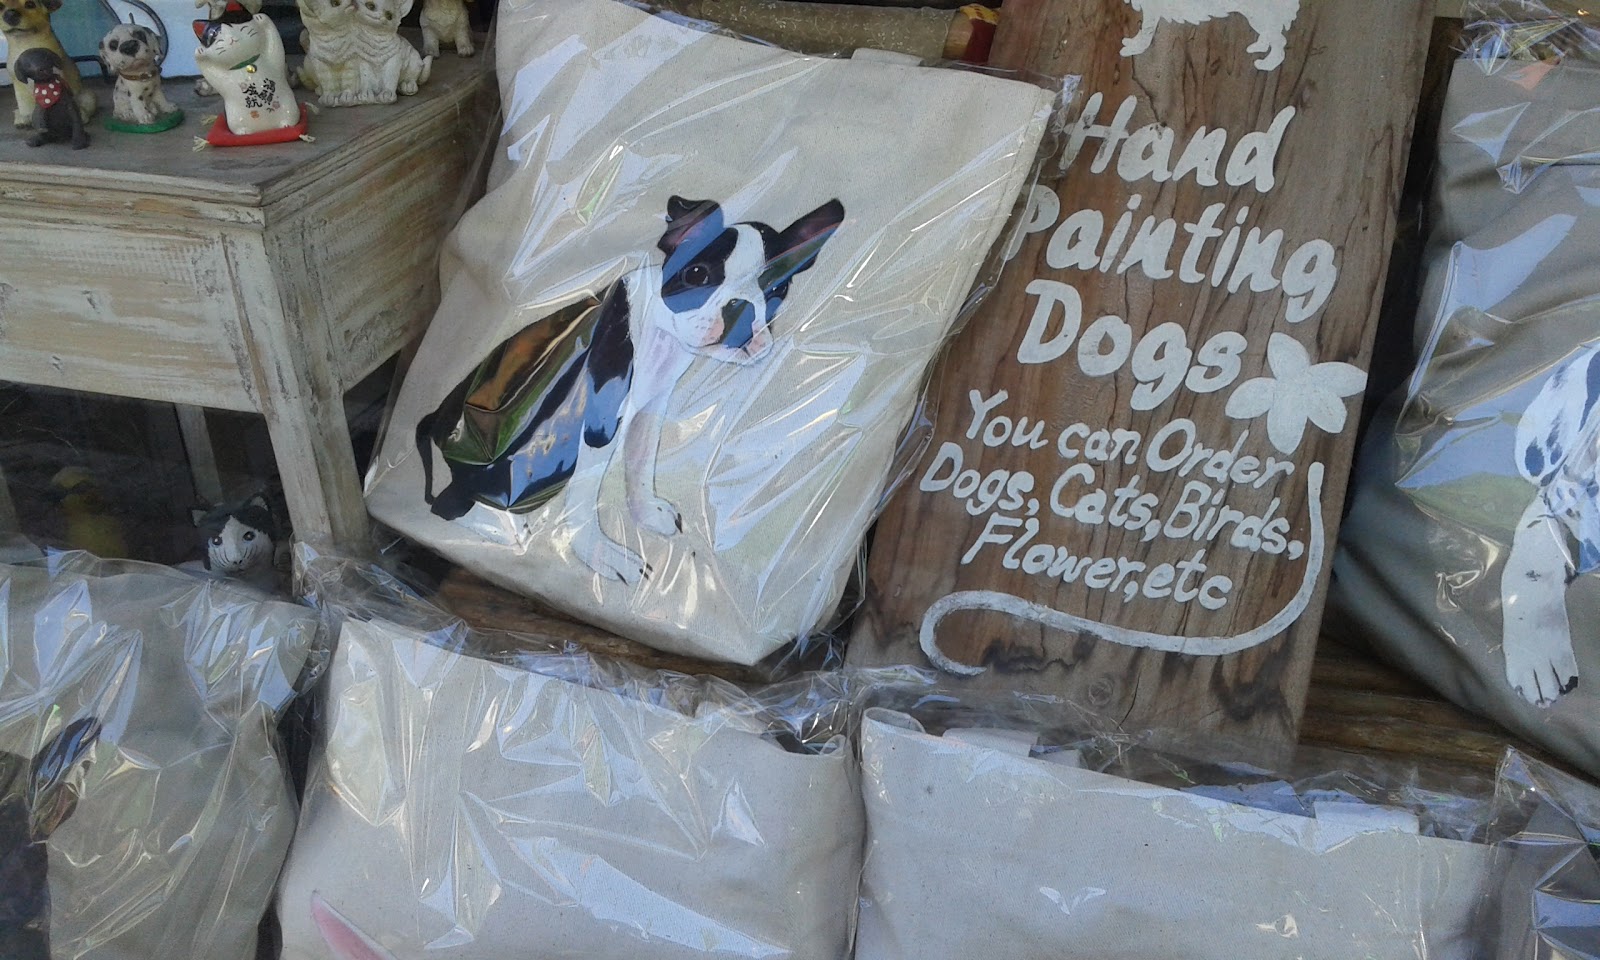 Hand
Painting
Dogs
You can Order
Dogs, Cats, Birds,
Flower, etc